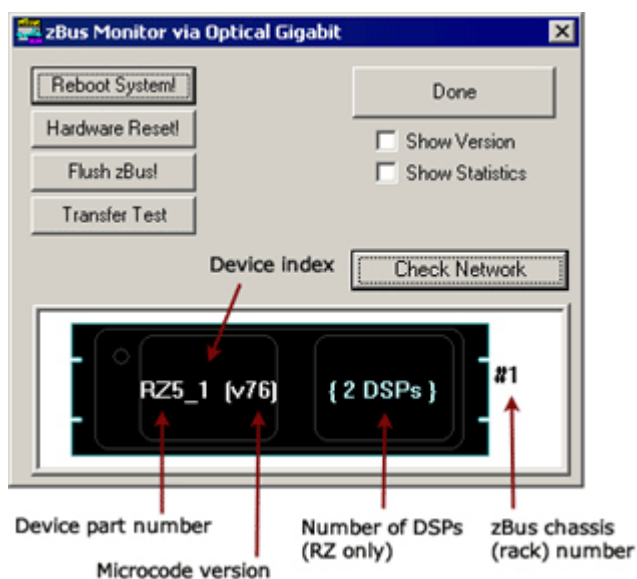 zBus Monitor via Optical Gigabit
Reboot System!
Done
Hardware Reset!
Show Version
Flush zBus!
Show Statistics
Transfer Test
Device index
Check Network
RZ5_1 (v76)
{ 2 DSPs }
#1
Device part number
Number of DSPs
(RZ only)
zBus chassis
(rack) number
Microcode version